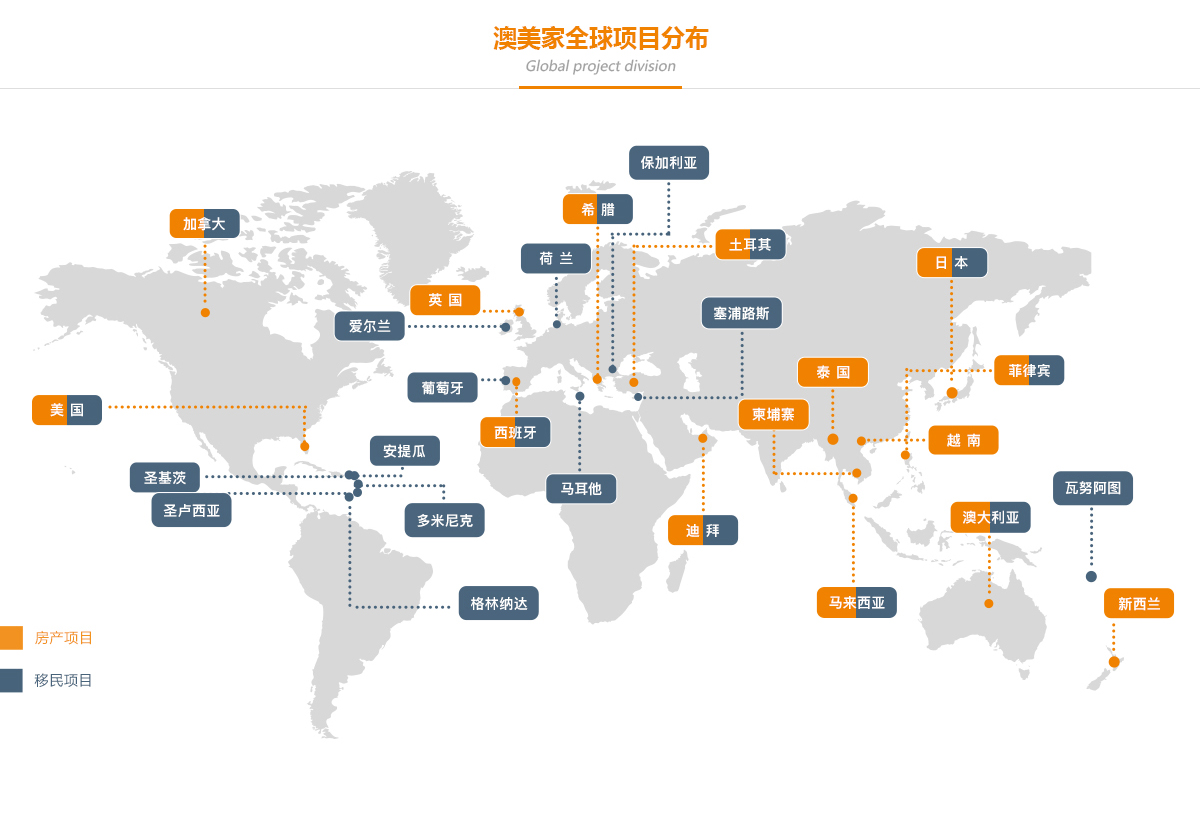 澳美家全球项目分布
Global project division
保加利亚
希 腊
加拿大
土耳其
荷 兰
日 本
英 国
塞浦路斯
爱尔兰
菲律宾
泰 国
葡萄牙
美 国
柬埔寨
西班牙
越 南
安提瓜
圣基茨
马耳他
瓦努阿图
圣卢西亚
多米尼克
澳大利亚
迪 拜
格林纳达
马来西亚
新西兰
房产项目
移民项目